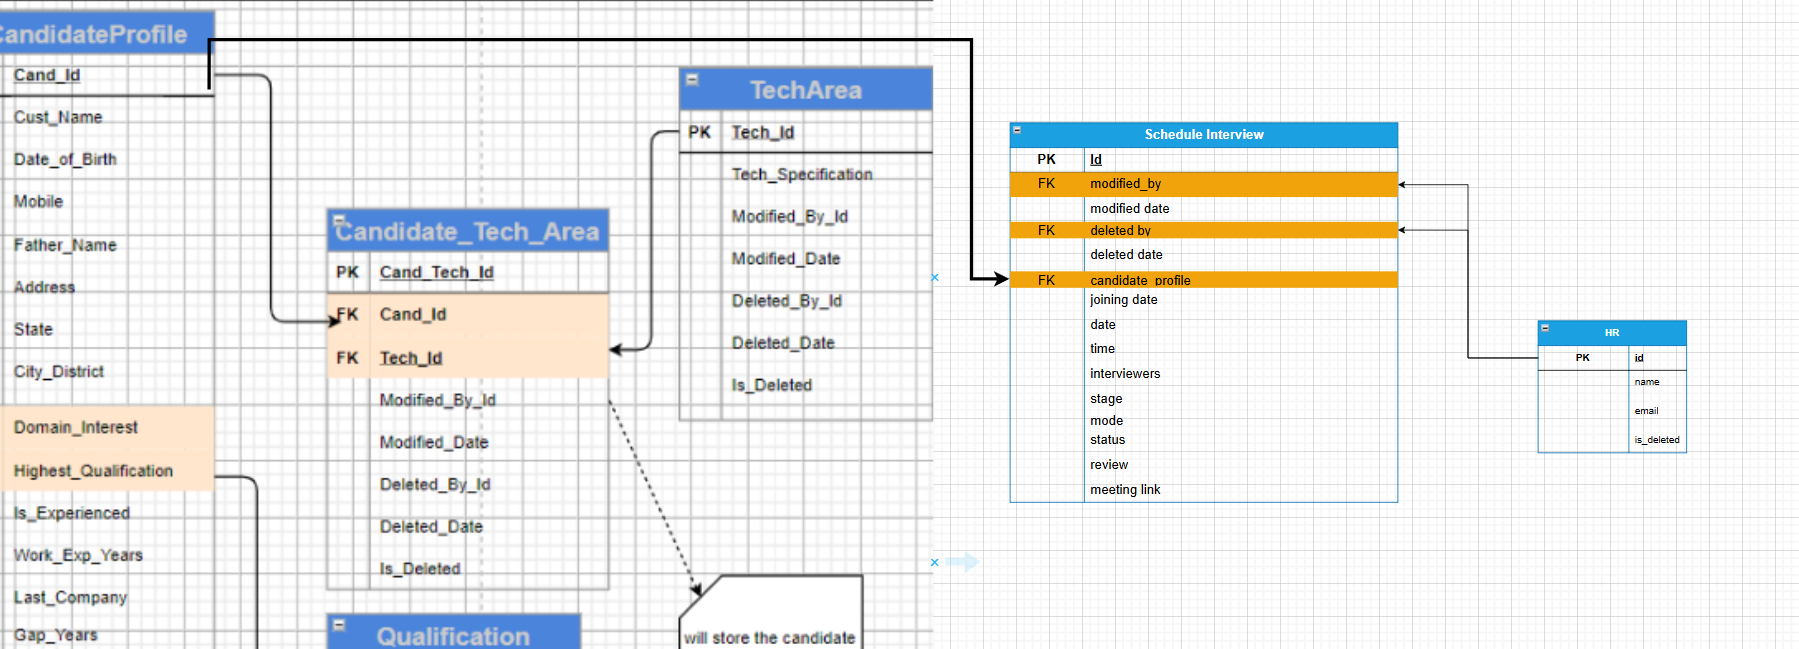 CandidateProfile
Cand_Id
Cust_Name
Date_of_Birth
Mobile
Father_Name
Address
State
City_District
Domain_Interest
Highest_Qualification
Is_Experienced
Work_Exp_Years
Last_Company
Gap_Years
Candidate_Tech_Area
PK Cand_Tech_Id
FK Cand_Id
FK Tech_Id
Modified_By_Id
Modified_Date
Deleted_By_Id
Deleted_Date
Is_Deleted
Qualification
TechArea
PK Tech_Id
Tech_Specification
Modified_By_Id
Modified_Date
Deleted_By_Id
Deleted_Date
Is_Deleted
will store the candidate
Schedule Interview
PK Id
FK modified_by
modified date
FK deleted by
deleted date
FK candidate_profile
joining date
date
time
interviewers
stage
mode
status
review
meeting link
HR
PK id
name
email
is_deleted